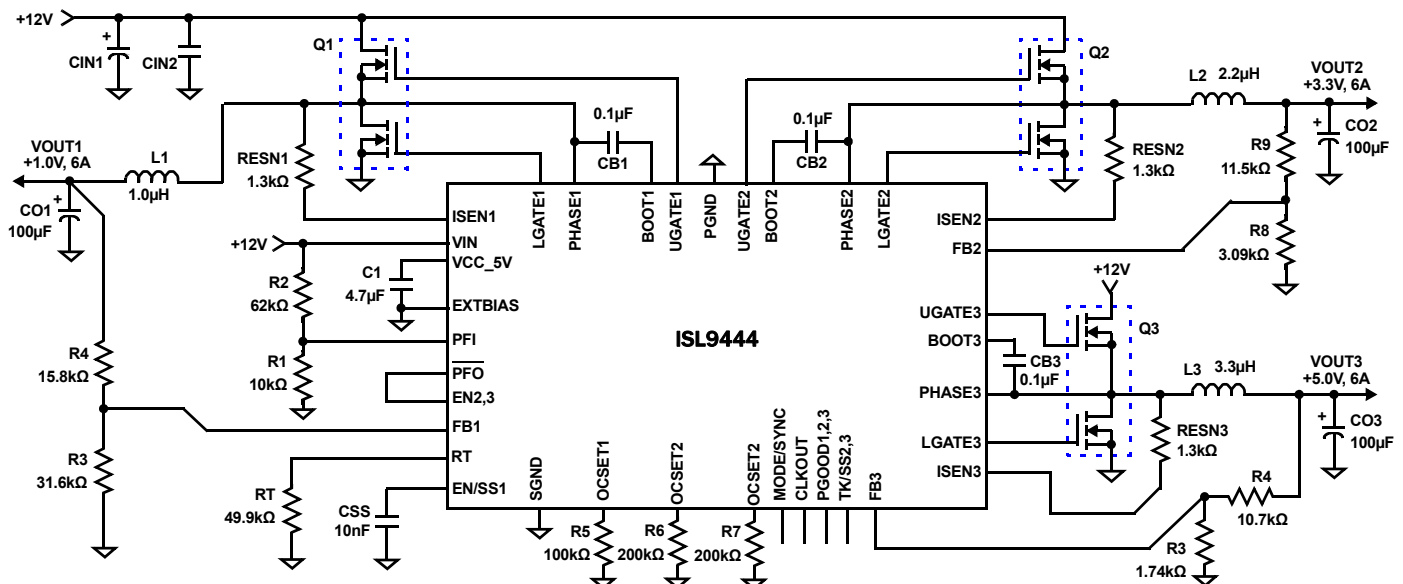 +12V
+
CIN1
CIN2
Q1
Q2
L2
2.2µH
VOUT2
+3.3V, 6A
0.1µF
CB1
0.1µF
CB2
+
CO2
100µF
R9
11.5kΩ
VOUT1
+1.0V, 6A
L1
1.0µH
RESN1
1.3kΩ
RESN2
1.3kΩ
+
CO1
100µF
LGATE1
PHASE1
BOOT1
UGATE1
PGND
UGATE2
BOOT2
PHASE2
LGATE2
ISEN1
ISEN2
R8
3.09kΩ
+12V
VIN
FB2
VCC_5V
C1
4.7µF
R2
62kΩ
EXTBIAS
+12V
UGATE3
Q3
PFI
BOOT3
ISL9444
R4
15.8kΩ
R1
10kΩ
PFO
CB3
0.1µF
L3
3.3µH
VOUT3
+5.0V, 6A
EN2,3
PHASE3
FB1
+
CO3
100µF
RESN3
1.3kΩ
LGATE3
R3
31.6kΩ
RT
ISEN3
EN/SS1
SGND
OCSET1
OCSET2
OCSET2
MODE/SYNC
CLKOUT
PGOOD1,2,3
TK/SS2,3
FB3
R4
10.7kΩ
RT
49.9kΩ
CSS
10nF
R5
100kΩ
R6
200kΩ
R7
200kΩ
R3
1.74kΩ